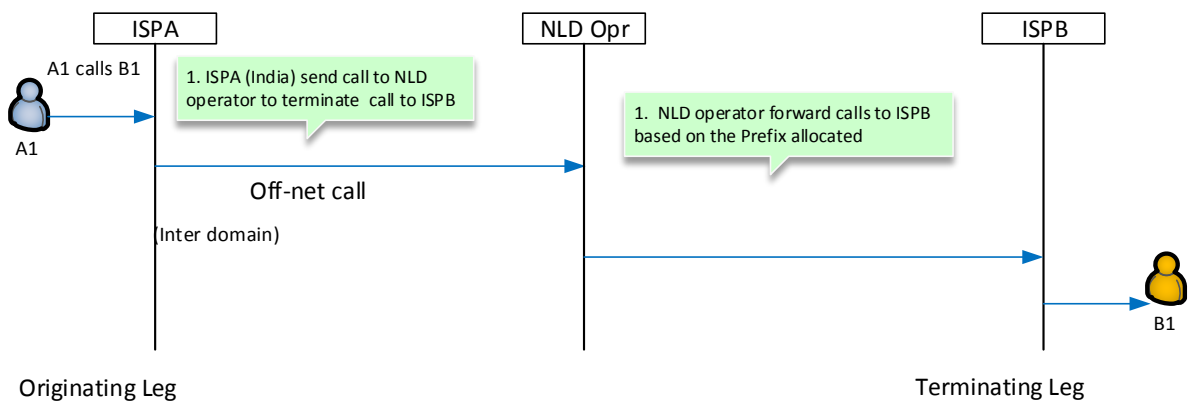 ISPA
NLD Opr
ISPB
A1 calls B1
1. ISPA (India) send call to NLD
operator to terminate call to ISPB
1. NLD operator forward calls to ISPB
based on the Prefix allocated
A1
Off-net call
(Inter domain)
B1
Originating Leg
Terminating Leg